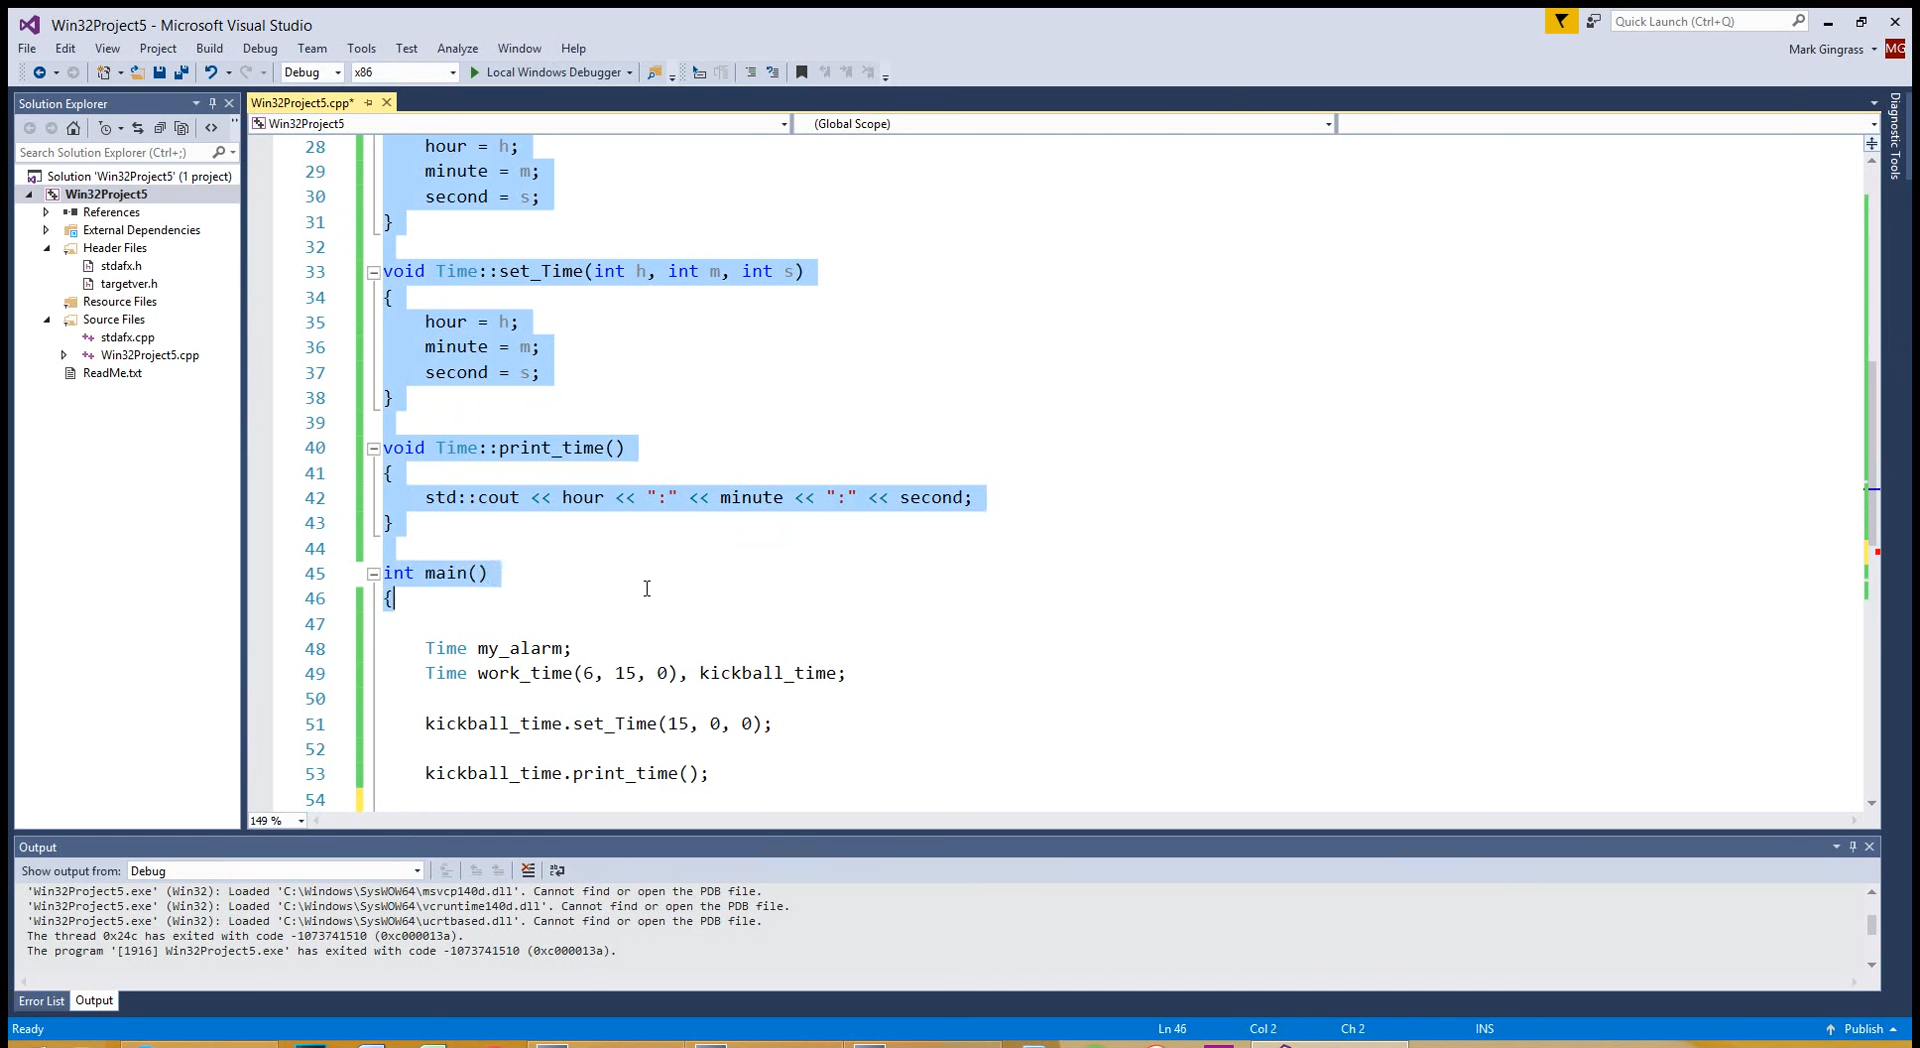 Win32Project5 - Microsoft Visual Studio
Quick Launch (Ctrl+Q)
File Edit View Project Build Debug Team Tools Test Analyze Window Help
Mark Gingrass MG
Debug x86 Local Windows Debugger
Solution Explorer
Win32Project5.cpp*
Win32Project5 (Global Scope)
Search Solution Explorer (Ctrl+;)
Solution 'Win32Project5' (1 project)
Win32Project5
References
External Dependencies
Header Files
stdafx.h
targetver.h
Resource Files
Source Files
stdafx.cpp
Win32Project5.cpp
ReadMe.txt
28 hour = h;
29 minute = m;
30 second = s;
31 }
32
33 void Time::set_Time(int h, int m, int s)
34 {
35 hour = h;
36 minute = m;
37 second = s;
38 }
39
40 void Time::print_time()
41 {
42 std::cout << hour << ":" << minute << ":" << second;
43 }
44
45 int main()
46 {
47
48 Time my_alarm;
49 Time work_time(6, 15, 0), kickball_time;
50
51 kickball_time.set_Time(15, 0, 0);
52
53 kickball_time.print_time();
54
149 %
Diagnostic Tools
Output
Show output from: Debug
'Win32Project5.exe' (Win32): Loaded 'C:\Windows\SysWOW64\msvcp140d.dll'. Cannot find or open the PDB file.
'Win32Project5.exe' (Win32): Loaded 'C:\Windows\SysWOW64\vcruntime140d.dll'. Cannot find or open the PDB file.
'Win32Project5.exe' (Win32): Loaded 'C:\Windows\SysWOW64\ucrtbased.dll'. Cannot find or open the PDB file.
The thread 0x24c has exited with code -1073741510 (0xc000013a).
The program '[1916] Win32Project5.exe' has exited with code -1073741510 (0xc000013a).
Error List Output
Ready Ln 46 Col 2 Ch 2 INS Publish